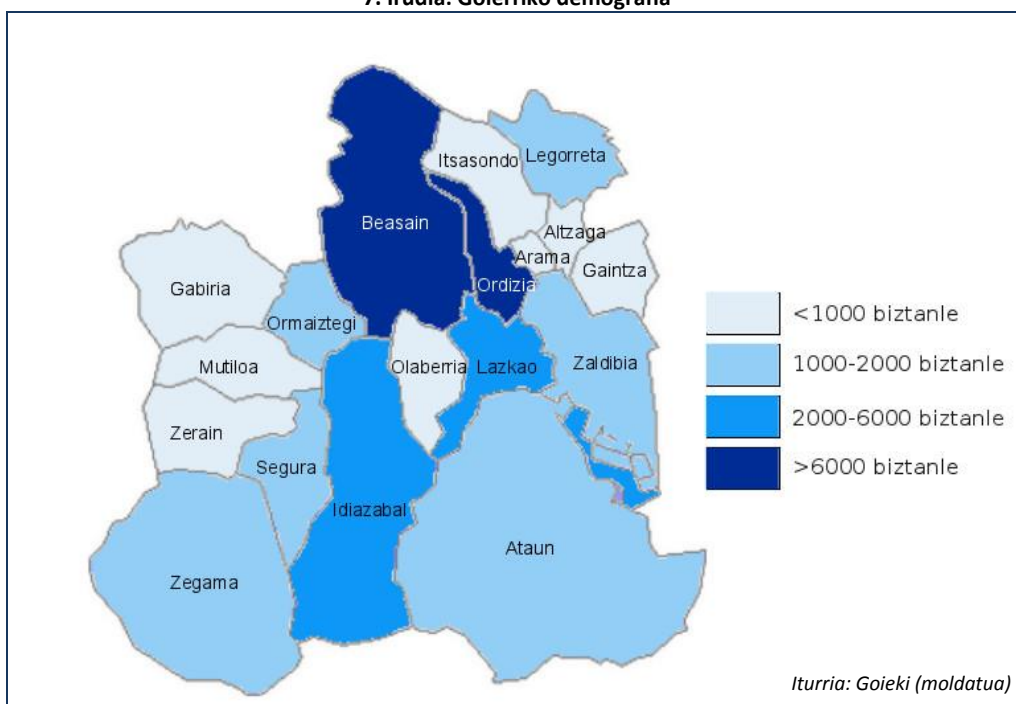 7. Irudia: Goierriko demografia
Itsasondo
Legorreta
Beasain
Altzaga
Arama
Gaintza
Gabiria
Ordizia
Ormaiztegi
Mutiloa
Olaberria
Lazkao
Zaldibia
Zerain
Segura
Idiazabal
Ataun
Zegama
<1000 biztanle
1000-2000 biztanle
2000-6000 biztanle
>6000 biztanle
Iturria: Goieki (moldatua)